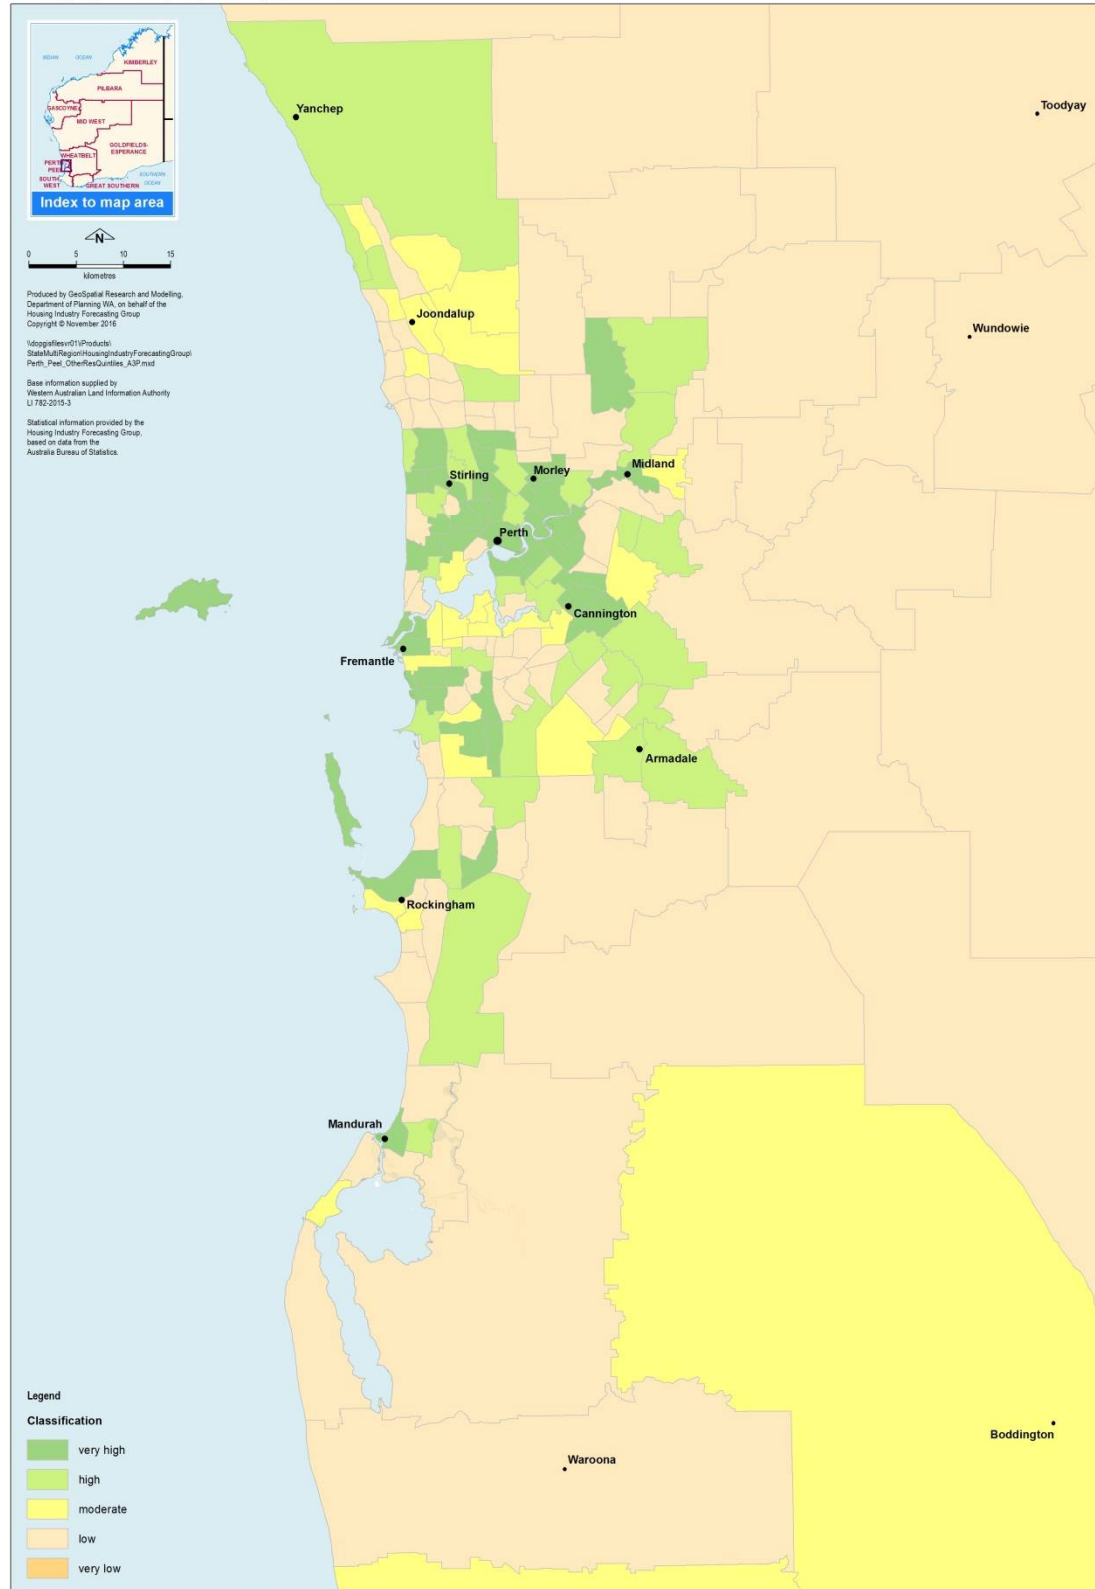 INDIAN OCEAN
KIMBERLEY
PILBARA
GASCOYNE
MID WEST
GOLDFIELDS-
ESPERANCE
WHEATBELT
PERTH
PEEL
SOUTH
WEST
GREAT SOUTHERN
SOUTHERN
OCEAN
Index to map area
N
0 5 10 15
kilometres
Produced by GeoSpatial Research and Modelling,
Department of Planning WA, on behalf of the
Housing Industry Forecasting Group
Copyright © November 2016
\\dopgisfilesvr01\Products\
StateMultiRegion\HousingIndustryForecastingGroup\
Perth_Peel_OtherResQuintiles_A3P.mxd
Base information supplied by
Western Australian Land Information Authority
LI 782-2015-3
Statistical information provided by the
Housing Industry Forecasting Group,
based on data from the
Australia Bureau of Statistics.
Yanchep
Toodyay
Joondalup
Wundowie
Stirling
Morley
Midland
Perth
Cannington
Fremantle
Armadale
Rockingham
Mandurah
Boddington
Waroona
Legend
Classification
very high
high
moderate
low
very low